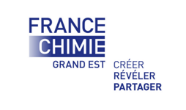 FRANCE
CHIMIE
GRAND EST
CRÉER
RÉVÉLER
PARTAGER